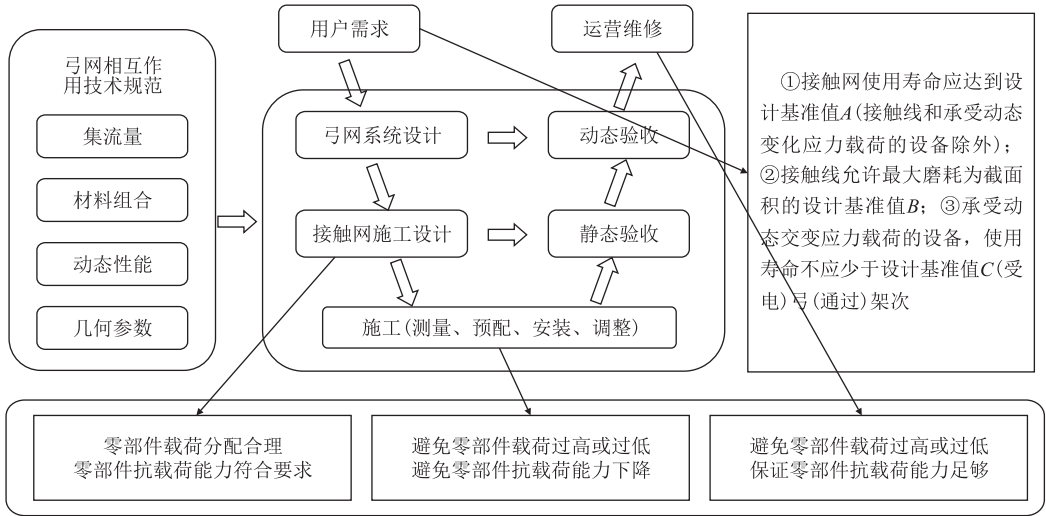 用户需求
运营维修
弓网相互作
用技术规范
集流量
材料组合
动态性能
几何参数
弓网系统设计
动态验收
接触网施工设计
静态验收
施工(测量、预配、安装、调整)
①接触网使用寿命应达到设
计基准值A(接触线和承受动态
变化应力载荷的设备除外)；
②接触线允许最大磨耗为截面
积的设计基准值B；③承受动
态交变应力载荷的设备，使用
寿命不应少于设计基准值C(受
电)弓(通过)架次
零部件载荷分配合理
零部件抗载荷能力符合要求
避免零部件载荷过高或过低
避免零部件抗载荷能力下降
避免零部件载荷过高或过低
保证零部件抗载荷能力足够